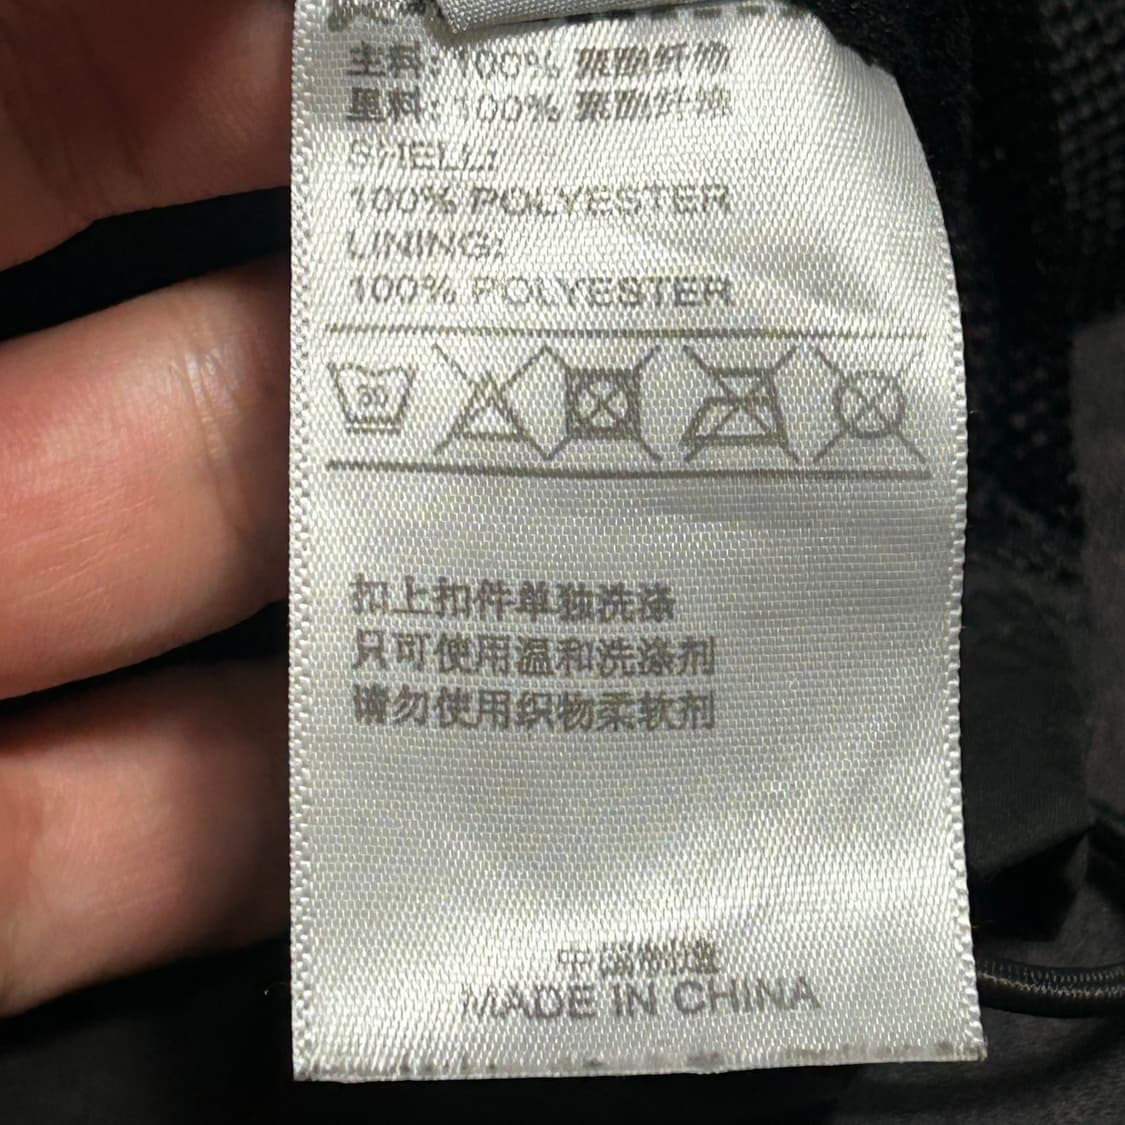 主料: 100% 聚酯纤维
里料: 100% 聚酯纤维
SHELL:
100% POLYESTER
LINING:
100% POLYESTER
30
扣上扣件单独洗涤
只可使用温和洗涤剂
请勿使用织物柔软剂
中国制造
MADE IN CHINA